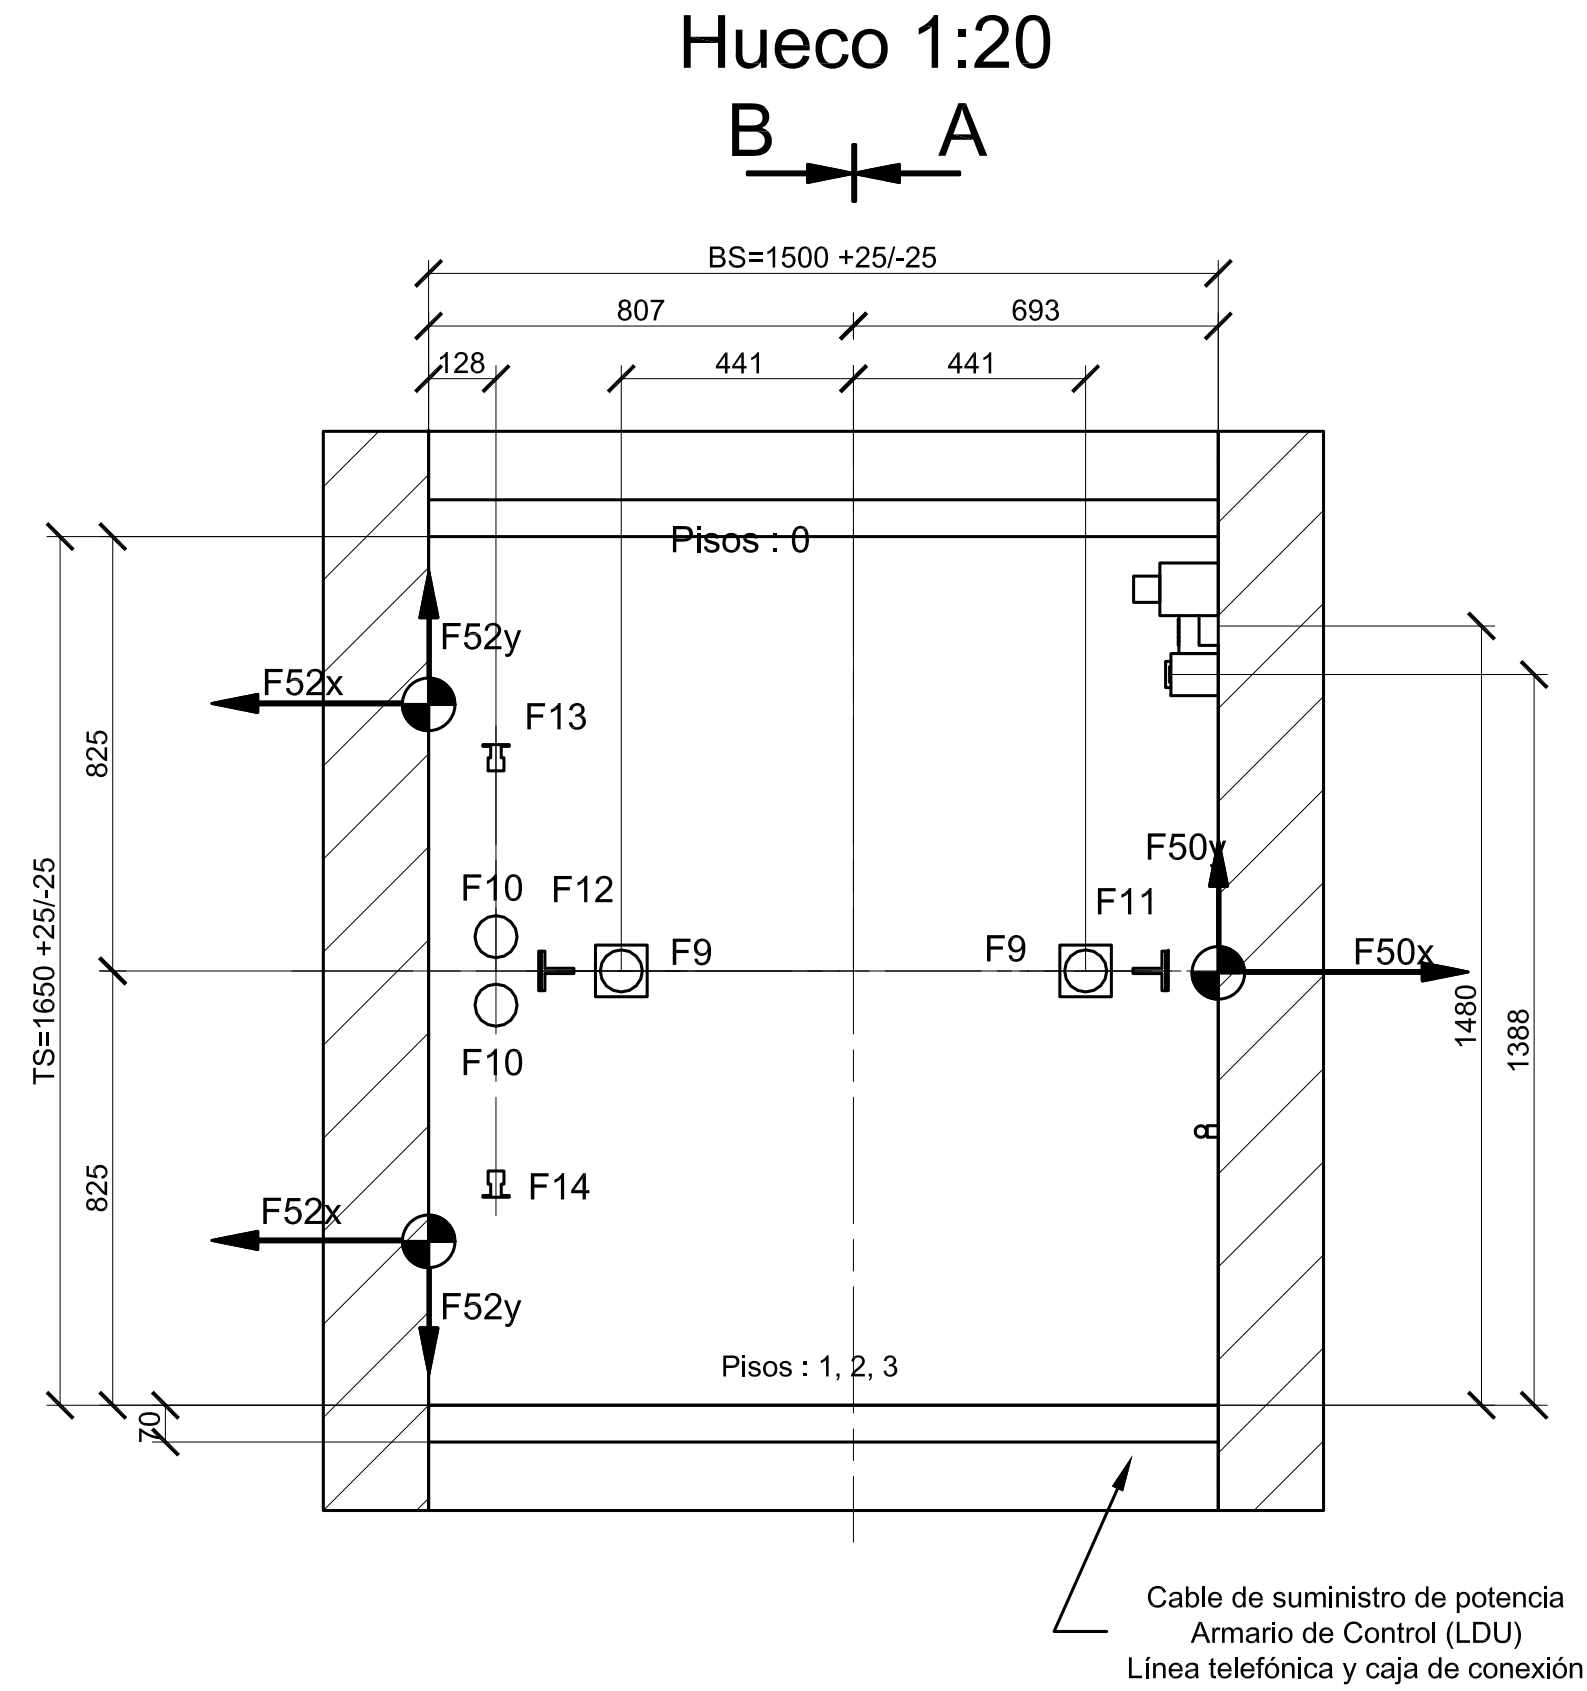 Hueco 1:20
B
A
BS=1500 +25/-25
807
693
128
441
441
Pisos : 0
F52y
F52x
F13
825
F50y
F10
F12
F11
F9
F9
F50x
TS=1650 +25/-25
1480
1388
F10
825
F14
F52x
F52y
Pisos : 1, 2, 3
70
Cable de suministro de potencia
Armario de Control (LDU)
Línea telefónica y caja de conexión